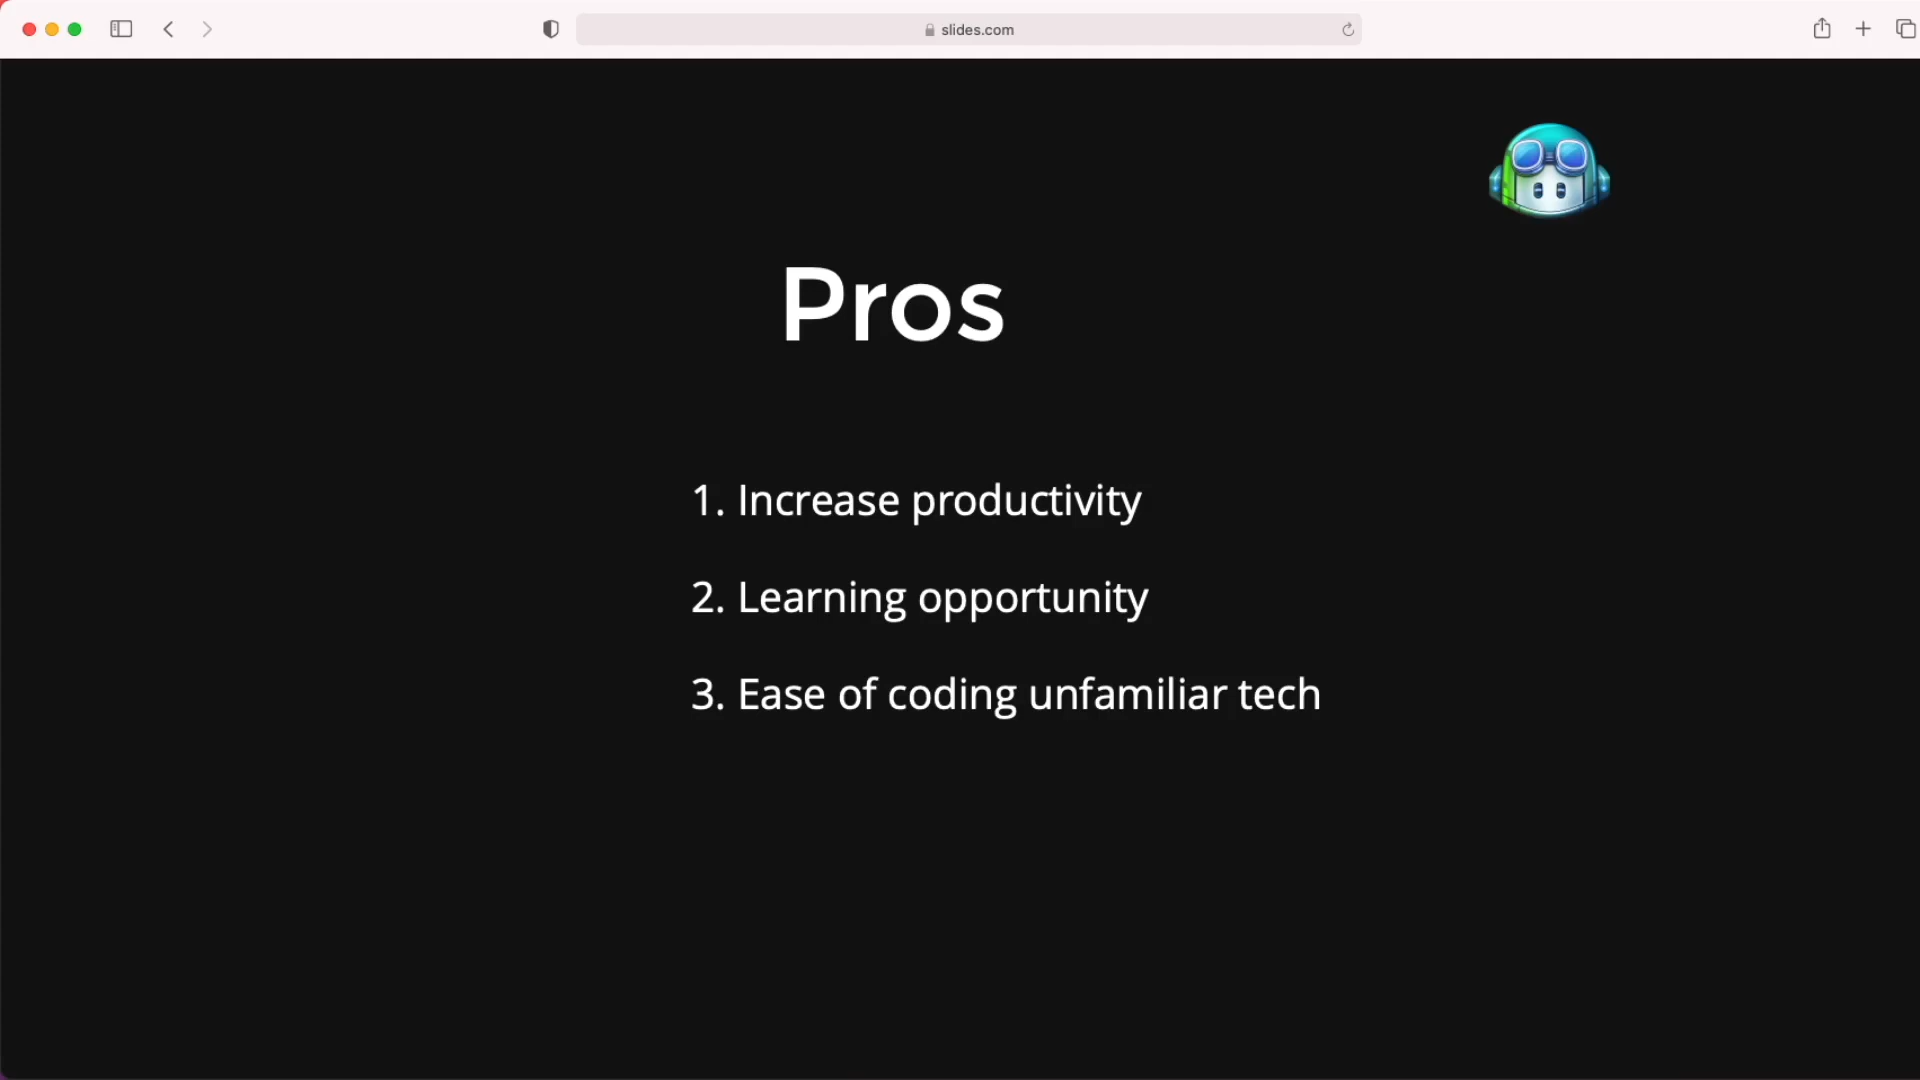 slides.com
Pros
1. Increase productivity
2. Learning opportunity
3. Ease of coding unfamiliar tech